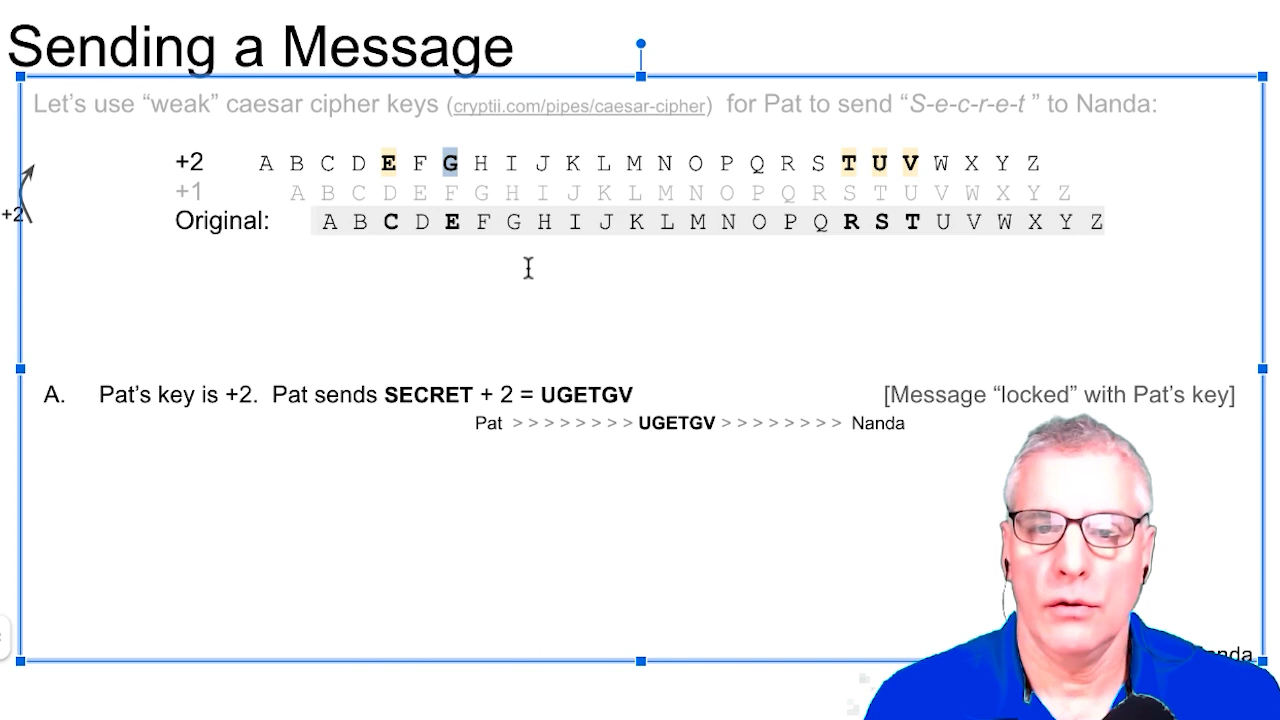 Sending a Message
Let's use “weak” caesar cipher keys (cryptii.com/pipes/caesar-cipher) for Pat to send “S-e-c-r-e-t ” to Nanda:
+2 A B C D E F G H I J K L M N O P Q R S T U V W X Y Z
+1 A B C D E F G H I J K L M N O P Q R S T U V W X Y Z
+2
Original: A B C D E F G H I J K L M N O P Q R S T U V W X Y Z
A. Pat's key is +2. Pat sends SECRET + 2 = UGETGV [Message “locked” with Pat's key]
Pat > > > > > > > > UGETGV > > > > > > > > Nanda